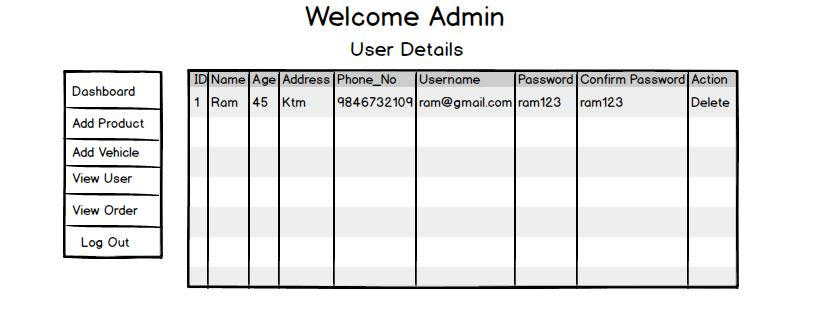 Welcome Admin
User Details
Dashboard
Add Product
Add Vehicle
View User
View Order
Log Out
ID Name Age Address Phone_No Username Password Confirm Password Action
1 Ram 45 Ktm 9846732109 ram@gmail.com ram123 ram123 Delete